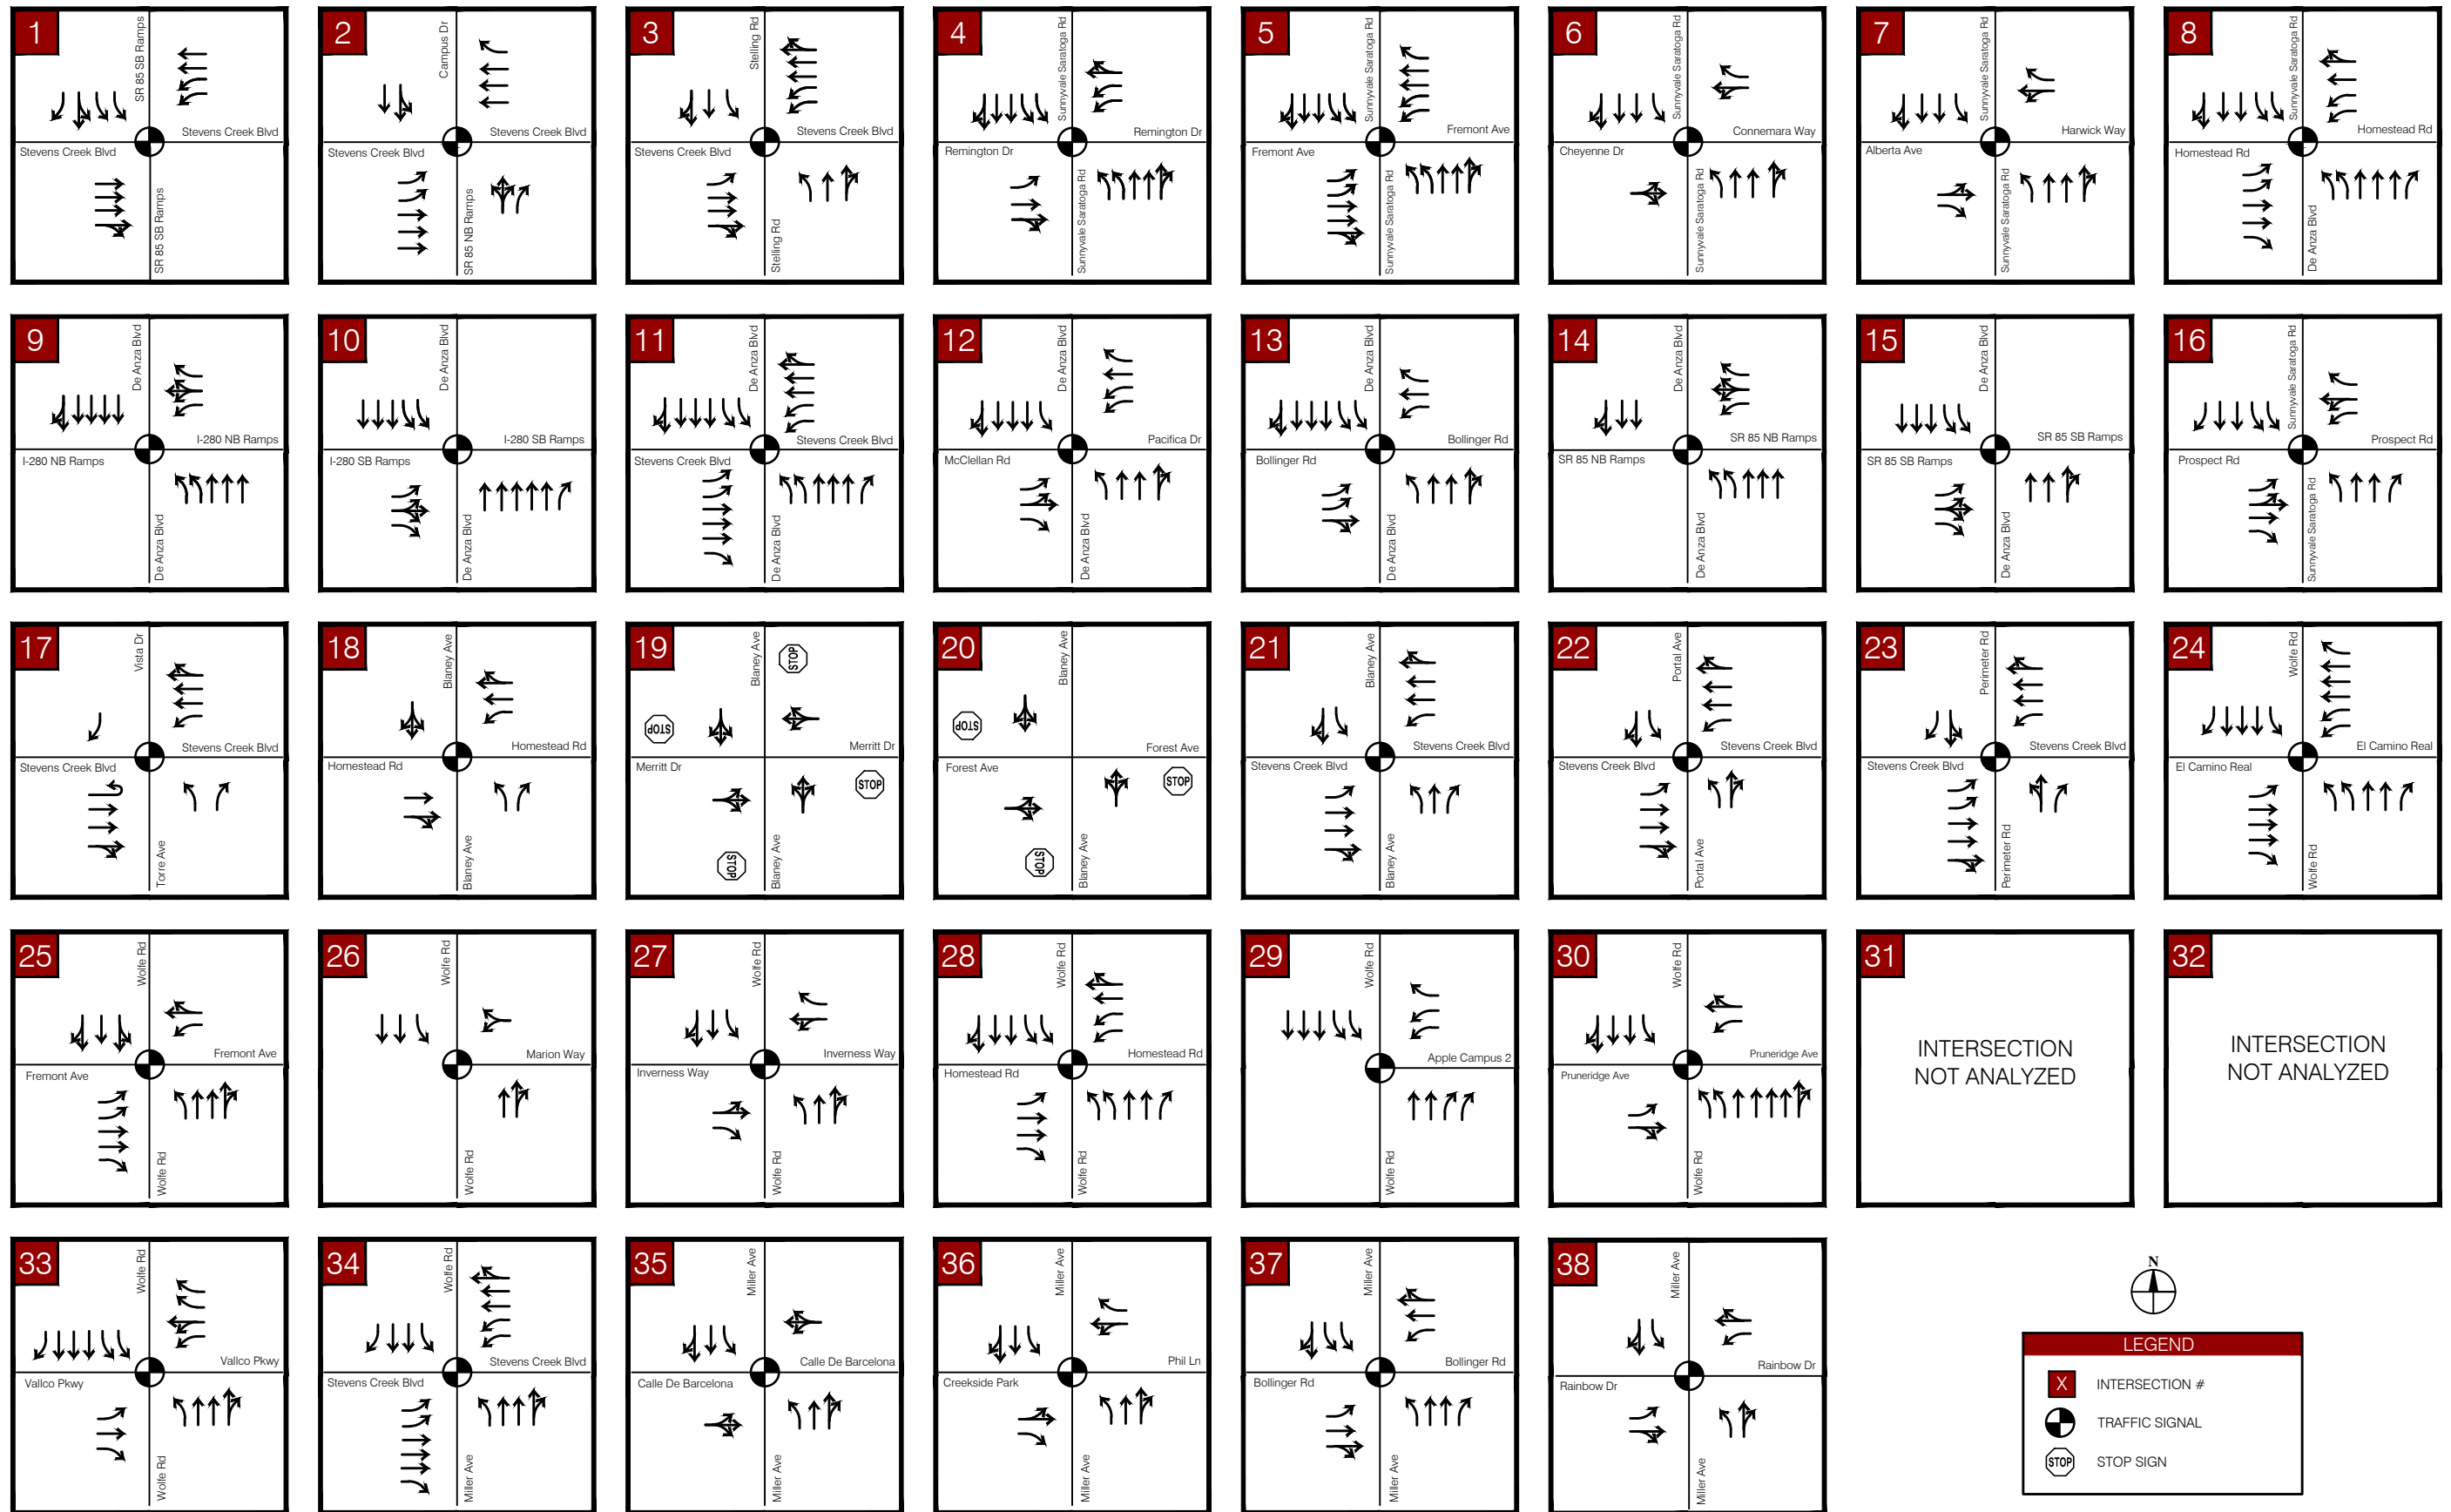 1
SR 85 SB Ramps
Stevens Creek Blvd
Stevens Creek Blvd
SR 85 SB Ramps
2
Campus Dr
Stevens Creek Blvd
Stevens Creek Blvd
SR 85 NB Ramps
3
Stelling Rd
Stevens Creek Blvd
Stevens Creek Blvd
Stelling Rd
4
Sunnyvale Saratoga Rd
Remington Dr
Remington Dr
Sunnyvale Saratoga Rd
5
Sunnyvale Saratoga Rd
Fremont Ave
Fremont Ave
Sunnyvale Saratoga Rd
6
Sunnyvale Saratoga Rd
Connemara Way
Cheyenne Dr
Sunnyvale Saratoga Rd
7
Sunnyvale Saratoga Rd
Harwick Way
Alberta Ave
Sunnyvale Saratoga Rd
8
Sunnyvale Saratoga Rd
Homestead Rd
Homestead Rd
De Anza Blvd
9
De Anza Blvd
I-280 NB Ramps
I-280 NB Ramps
De Anza Blvd
10
De Anza Blvd
I-280 SB Ramps
I-280 SB Ramps
De Anza Blvd
11
De Anza Blvd
Stevens Creek Blvd
Stevens Creek Blvd
De Anza Blvd
12
De Anza Blvd
Pacifica Dr
McClellan Rd
De Anza Blvd
13
De Anza Blvd
Bollinger Rd
Bollinger Rd
De Anza Blvd
14
De Anza Blvd
SR 85 NB Ramps
SR 85 NB Ramps
De Anza Blvd
15
De Anza Blvd
SR 85 SB Ramps
SR 85 SB Ramps
De Anza Blvd
16
Sunnyvale Saratoga Rd
Prospect Rd
Prospect Rd
Sunnyvale Saratoga Rd
17
Vista Dr
Stevens Creek Blvd
Stevens Creek Blvd
Torre Ave
18
Blaney Ave
Homestead Rd
Homestead Rd
Blaney Ave
19
Blaney Ave
STOP
STOP
Merritt Dr
Merritt Dr
STOP
STOP
Blaney Ave
20
Blaney Ave
STOP
Forest Ave
Forest Ave
STOP
STOP
Blaney Ave
21
Blaney Ave
Stevens Creek Blvd
Stevens Creek Blvd
Blaney Ave
22
Portal Ave
Stevens Creek Blvd
Stevens Creek Blvd
Portal Ave
23
Perimeter Rd
Stevens Creek Blvd
Stevens Creek Blvd
Perimeter Rd
24
Wolfe Rd
El Camino Real
El Camino Real
Wolfe Rd
25
Wolfe Rd
Fremont Ave
Fremont Ave
Wolfe Rd
26
Wolfe Rd
Marion Way
Wolfe Rd
27
Wolfe Rd
Inverness Way
Inverness Way
Wolfe Rd
28
Wolfe Rd
Homestead Rd
Homestead Rd
Wolfe Rd
29
Wolfe Rd
Apple Campus 2
Wolfe Rd
30
Wolfe Rd
Pruneridge Ave
Pruneridge Ave
Wolfe Rd
31
INTERSECTION
NOT ANALYZED
32
INTERSECTION
NOT ANALYZED
33
Wolfe Rd
Vallco Pkwy
Vallco Pkwy
Wolfe Rd
34
Wolfe Rd
Stevens Creek Blvd
Stevens Creek Blvd
Miller Ave
35
Miller Ave
Calle De Barcelona
Calle De Barcelona
Miller Ave
36
Miller Ave
Phil Ln
Creekside Park
Miller Ave
37
Miller Ave
Bollinger Rd
Bollinger Rd
Miller Ave
38
Miller Ave
Rainbow Dr
Rainbow Dr
Miller Ave
N
LEGEND
X INTERSECTION #
TRAFFIC SIGNAL
STOP STOP SIGN